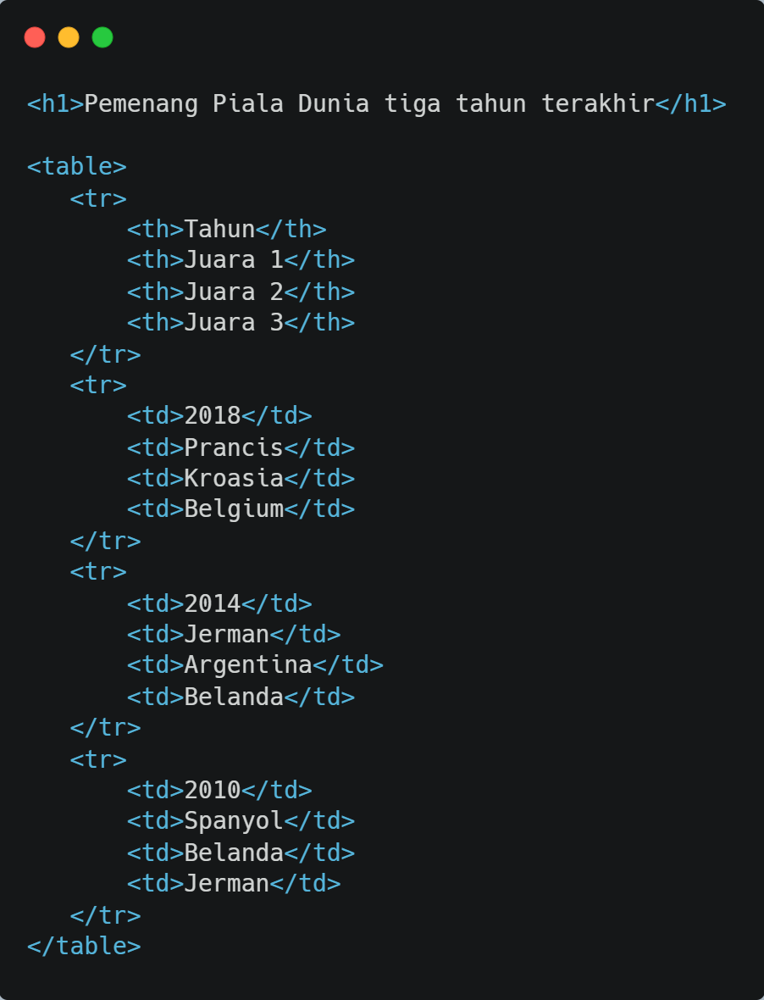 <h1>Pemenang Piala Dunia tiga tahun terakhir</h1>
<table>
<tr>
<th>Tahun</th>
<th>Juara 1</th>
<th>Juara 2</th>
<th>Juara 3</th>
</tr>
<tr>
<td>2018</td>
<td>Prancis</td>
<td>Kroasia</td>
<td>Belgium</td>
</tr>
<tr>
<td>2014</td>
<td>Jerman</td>
<td>Argentina</td>
<td>Belanda</td>
</tr>
<tr>
<td>2010</td>
<td>Spanyol</td>
<td>Belanda</td>
<td>Jerman</td>
</tr>
</table>